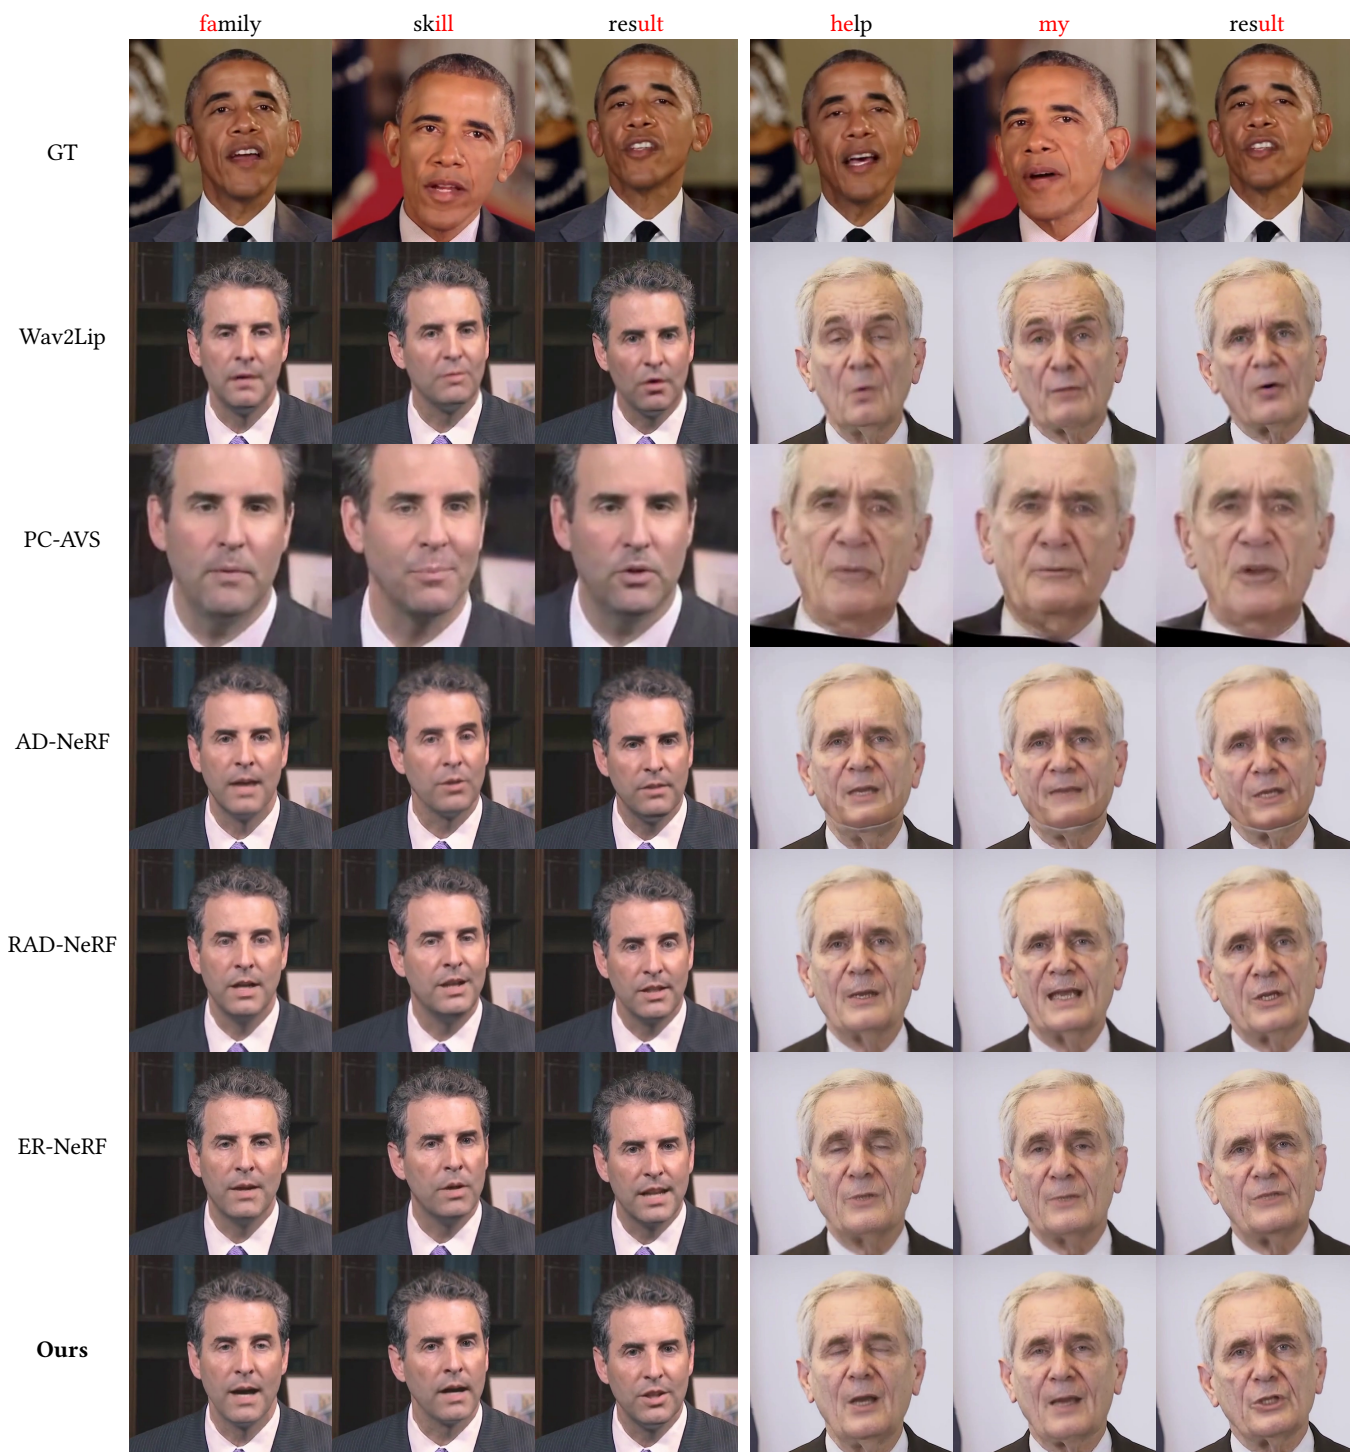 family skill result help my result
GT
Wav2Lip
PC-AVS
AD-NeRF
RAD-NeRF
ER-NeRF
Ours